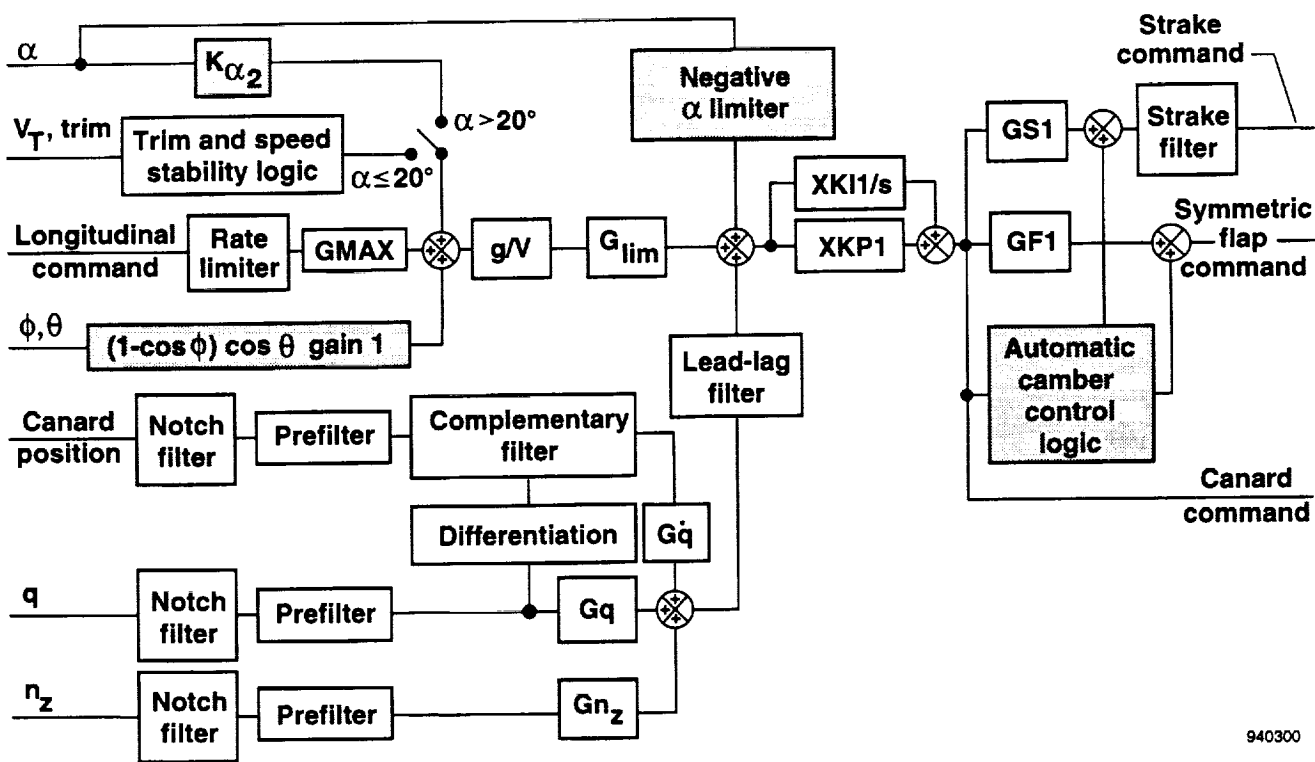 α
Kα2
Negative
α limiter
Strake
command
VT, trim
Trim and speed
stability logic
α > 20°
α ≤ 20°
GS1
Strake
filter
XKI1/s
Longitudinal
command
Rate
limiter
GMAX
g/V
Glim
XKP1
GF1
Symmetric
flap
command
ϕ, θ
(1-cos ϕ) cos θ gain 1
Lead-lag
filter
Automatic
camber
control
logic
Canard
position
Notch
filter
Prefilter
Complementary
filter
Canard
command
Differentiation
Gq̇
q
Notch
filter
Prefilter
Gq
nz
Notch
filter
Prefilter
Gnz
940300